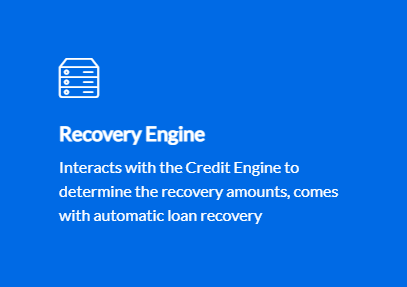 Recovery Engine
Interacts with the Credit Engine to
determine the recovery amounts, comes
with automatic loan recovery